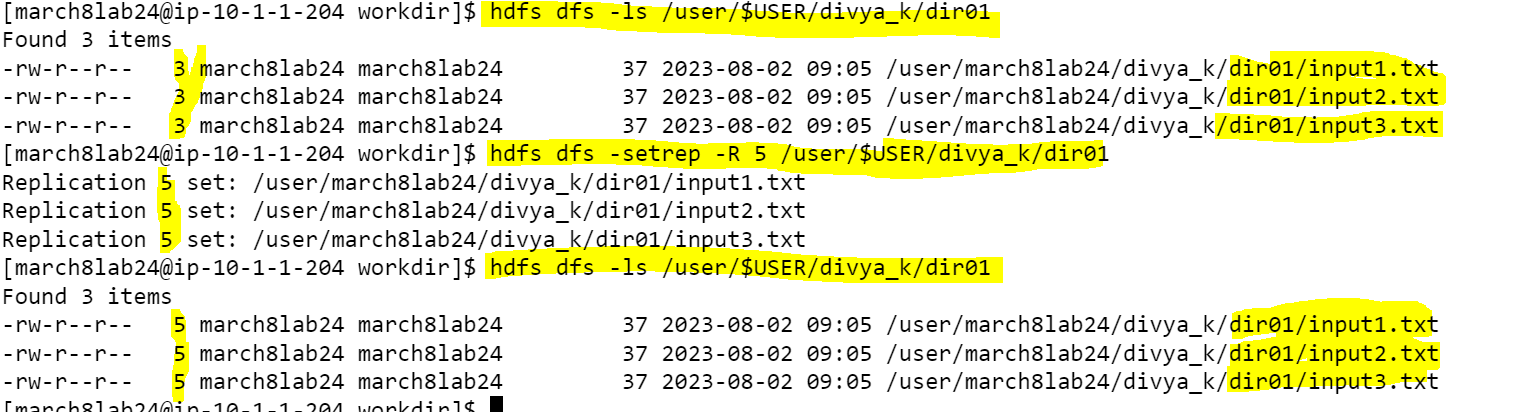 [march8lab24@ip-10-1-1-204 workdir]$ hdfs dfs -ls /user/$USER/divya_k/dir01
Found 3 items
-rw-r--r--   3 march8lab24 march8lab24         37 2023-08-02 09:05 /user/march8lab24/divya_k/dir01/input1.txt
-rw-r--r--   3 march8lab24 march8lab24         37 2023-08-02 09:05 /user/march8lab24/divya_k/dir01/input2.txt
-rw-r--r--   3 march8lab24 march8lab24         37 2023-08-02 09:05 /user/march8lab24/divya_k/dir01/input3.txt
[march8lab24@ip-10-1-1-204 workdir]$ hdfs dfs -setrep -R 5 /user/$USER/divya_k/dir01
Replication 5 set: /user/march8lab24/divya_k/dir01/input1.txt
Replication 5 set: /user/march8lab24/divya_k/dir01/input2.txt
Replication 5 set: /user/march8lab24/divya_k/dir01/input3.txt
[march8lab24@ip-10-1-1-204 workdir]$ hdfs dfs -ls /user/$USER/divya_k/dir01
Found 3 items
-rw-r--r--   5 march8lab24 march8lab24         37 2023-08-02 09:05 /user/march8lab24/divya_k/dir01/input1.txt
-rw-r--r--   5 march8lab24 march8lab24         37 2023-08-02 09:05 /user/march8lab24/divya_k/dir01/input2.txt
-rw-r--r--   5 march8lab24 march8lab24         37 2023-08-02 09:05 /user/march8lab24/divya_k/dir01/input3.txt
[march8lab24@ip-10-1-1-204 workdir]$